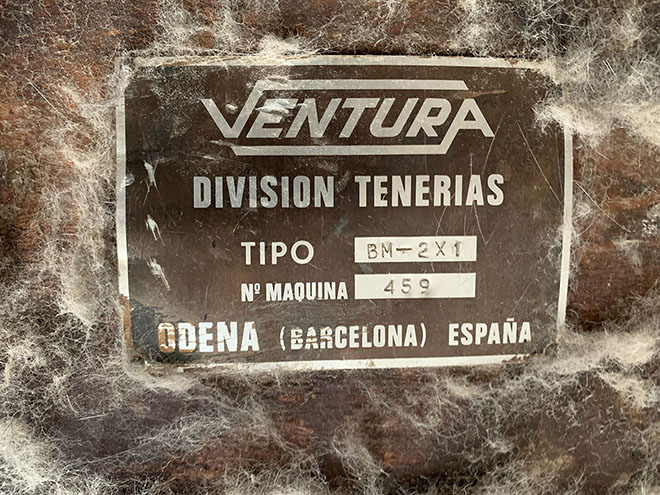 VENTURA
DIVISION TENERIAS
TIPO BM-2X1
Nº MAQUINA 459
ODENA (BARCELONA) ESPAÑA